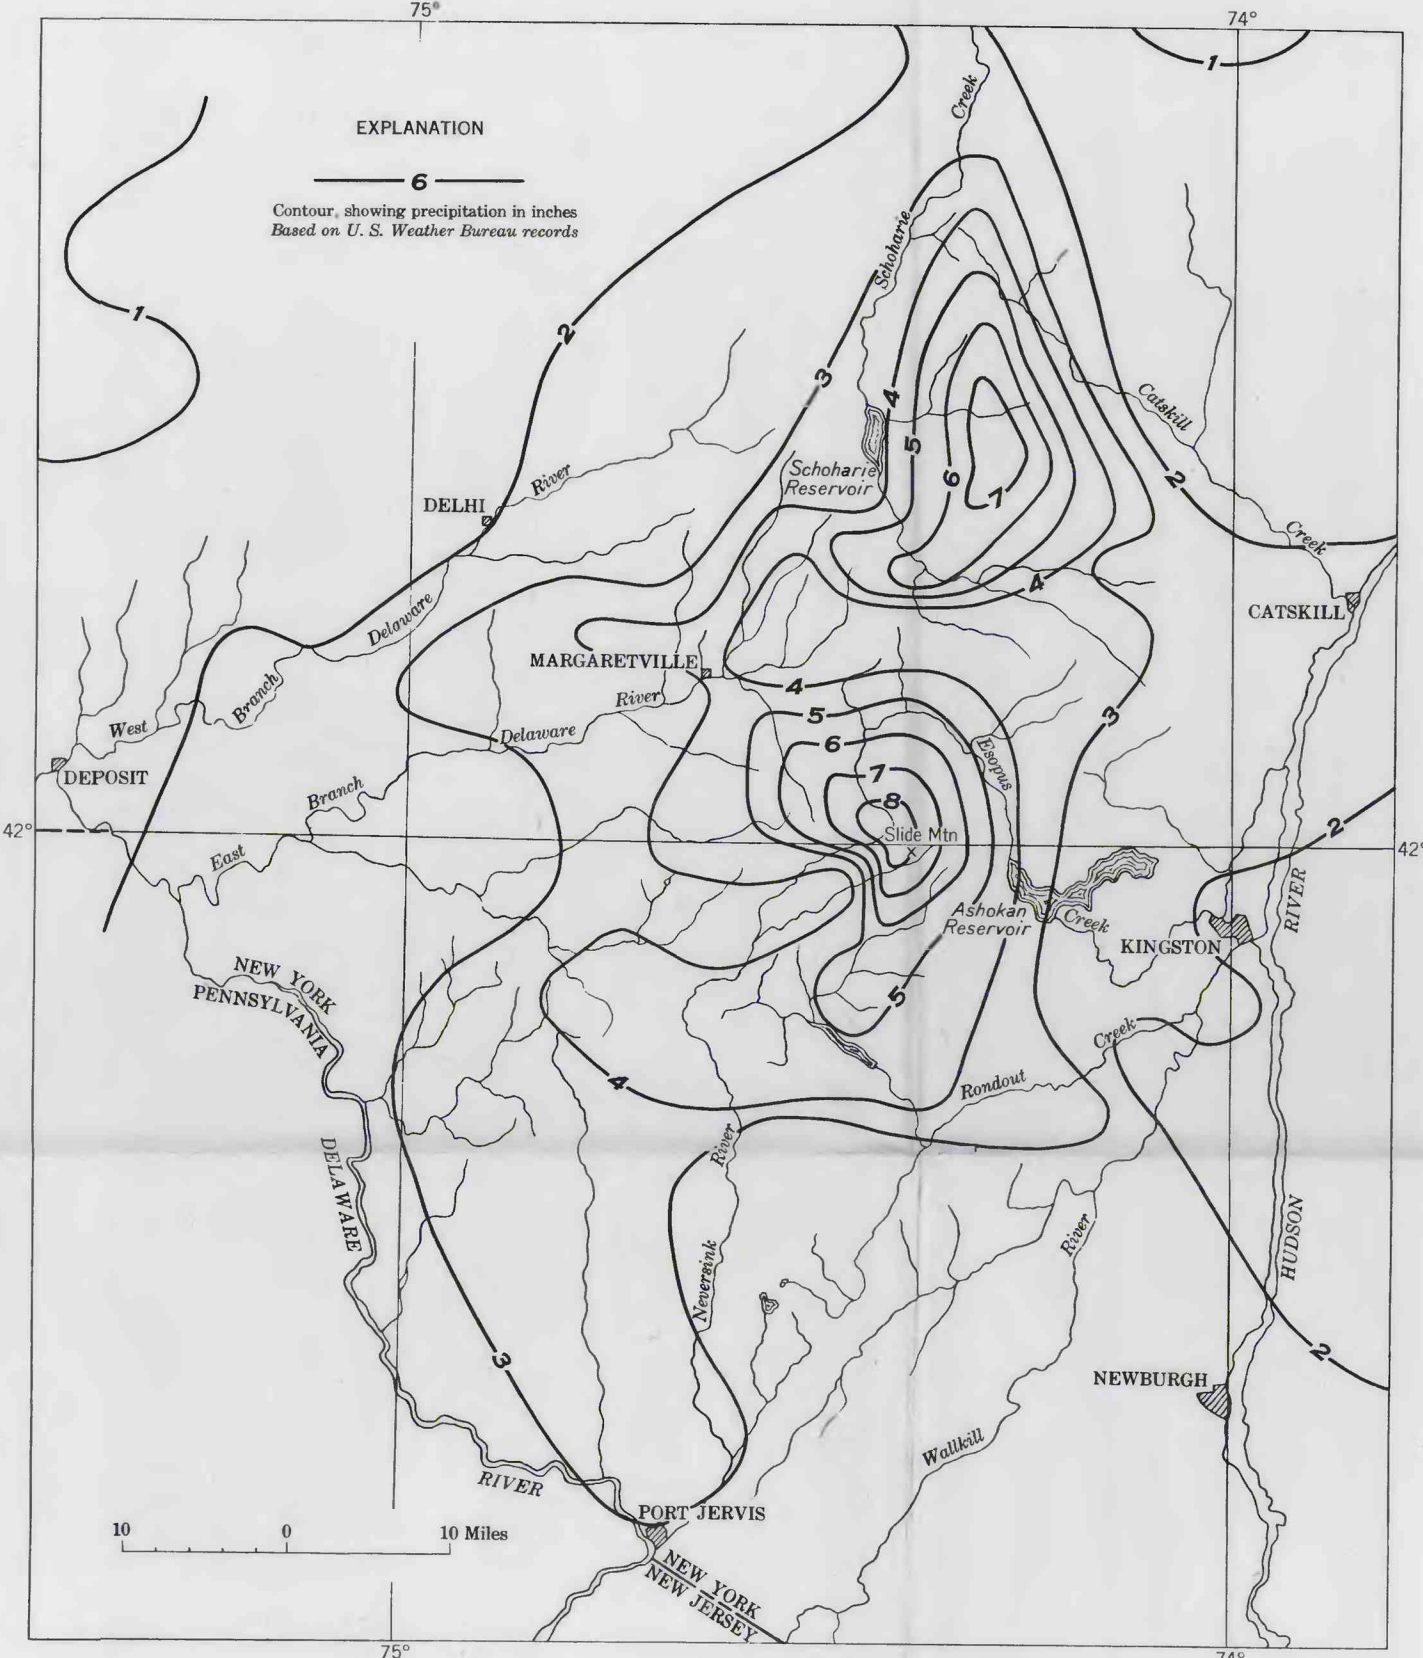 75°
74°
1
EXPLANATION
6
Contour, showing precipitation in inches
Based on U. S. Weather Bureau records
Creek
Schoharie
1
2
3
4
5
6
7
Catskill
Creek
2
Schoharie
Reservoir
DELHI
River
Delaware
Branch
West
DEPOSIT
4
CATSKILL
MARGARETVILLE
River
Delaware
Branch
East
4
5
6
7
8
Slide Mtn
Esopus
3
2
42°
42°
Ashokan
Reservoir
Creek
KINGSTON
RIVER
NEW YORK
PENNSYLVANIA
5
4
Creek
Rondout
River
Neversink
DELAWARE
River
HUDSON
3
2
NEWBURGH
Wallkill
RIVER
PORT JERVIS
10 0 10 Miles
NEW YORK
NEW JERSEY
75°
74°